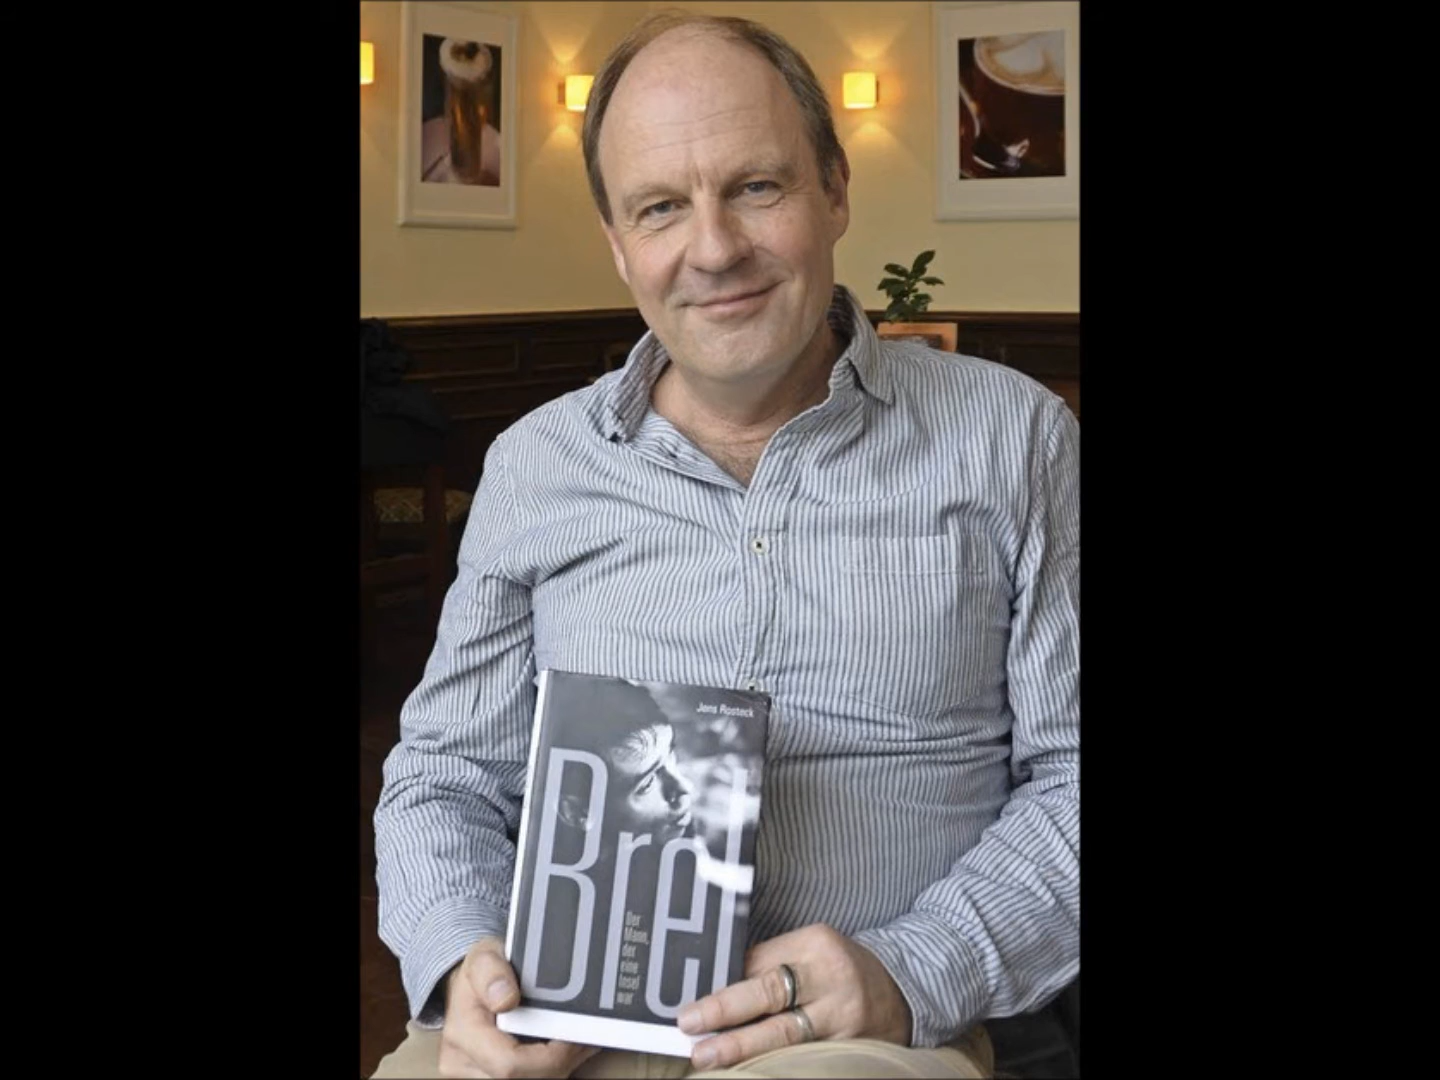 Jens Rosteck
Brel
Der
Mann,
der
eine
Insel
war